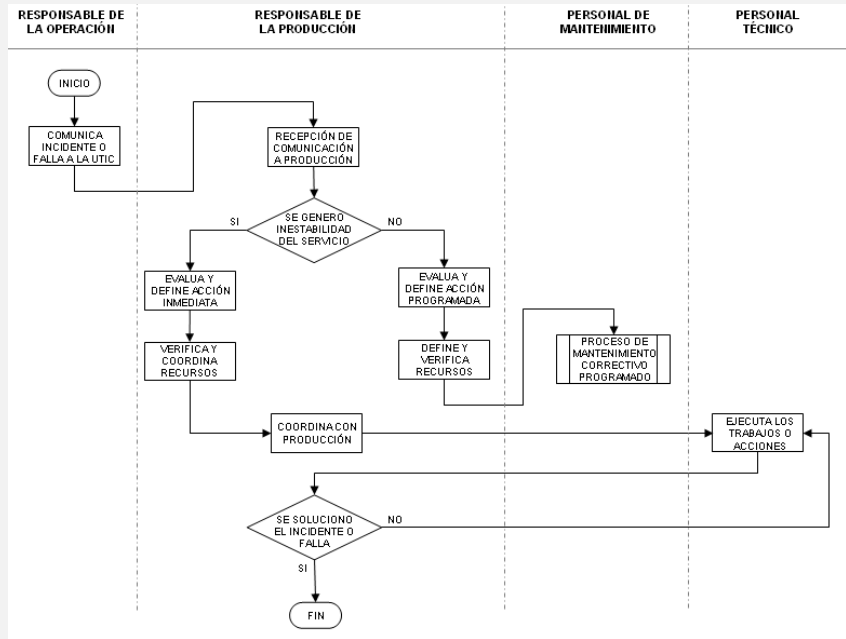 RESPONSABLE DE
LA OPERACIÓN
RESPONSABLE DE
LA PRODUCCIÓN
PERSONAL DE
MANTENIMIENTO
PERSONAL
TÉCNICO
INICIO
COMUNICA
INCIDENTE O
FALLA A LA UTIC
RECEPCIÓN DE
COMUNICACIÓN
A PRODUCCIÓN
SI
SE GENERO
INESTABILIDAD
DEL SERVICIO
NO
EVALUA Y
DEFINE ACCIÓN
INMEDIATA
EVALUA Y
DEFINE ACCIÓN
PROGRAMADA
VERIFICA Y
COORDINA
RECURSOS
DEFINE Y
VERIFICA
RECURSOS
PROCESO DE
MANTENIMIENTO
CORRECTIVO
PROGRAMADO
COORDINA CON
PRODUCCIÓN
EJECUTA LOS
TRABAJOS O
ACCIONES
SE SOLUCIONO
EL INCIDENTE O
FALLA
NO
SI
FIN